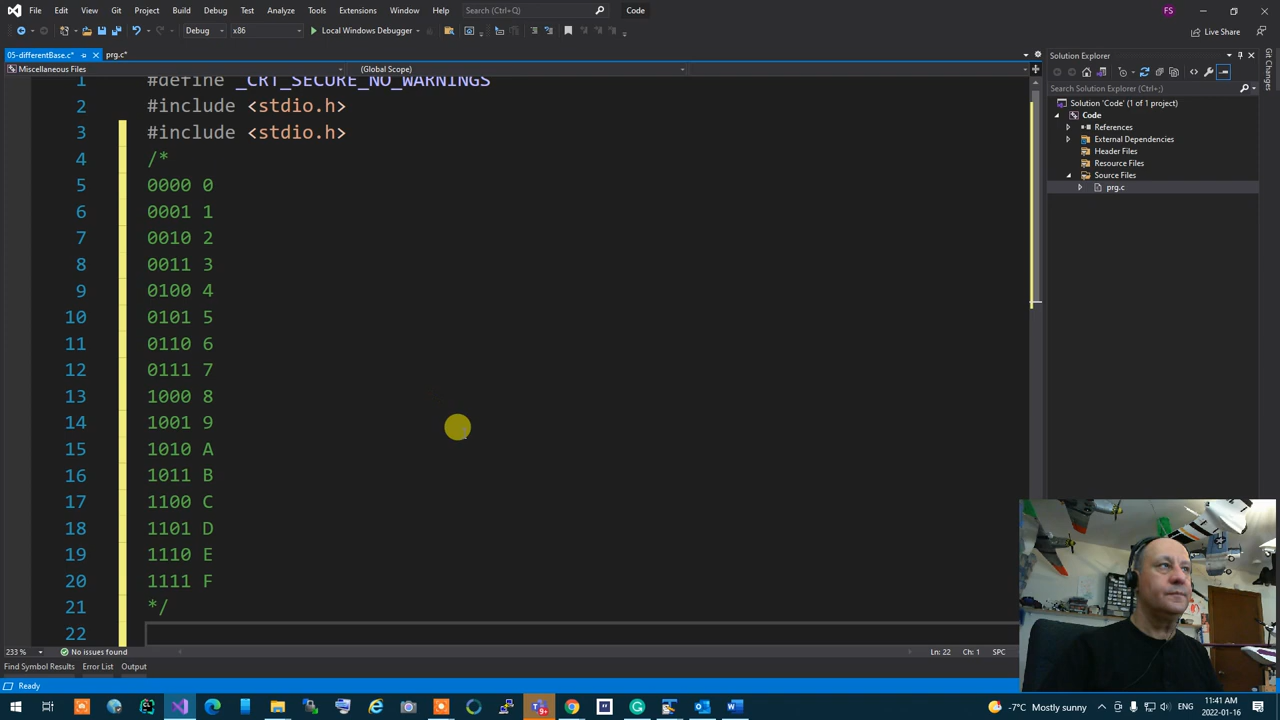 File Edit View Git Project Build Debug Test Analyze Tools Extensions Window Help Search (Ctrl+Q) Code FS
Debug x86 Local Windows Debugger Live Share
05-differentBase.c* prg.c* Solution Explorer
Miscellaneous Files (Global Scope)
Search Solution Explorer (Ctrl+;)
Solution 'Code' (1 of 1 project)
Code
References
External Dependencies
Header Files
Resource Files
Source Files
prg.c
Git Changes
1 #define _CRT_SECURE_NO_WARNINGS
2 #include <stdio.h>
3 #include <stdio.h>
4 /*
5 0000 0
6 0001 1
7 0010 2
8 0011 3
9 0100 4
10 0101 5
11 0110 6
12 0111 7
13 1000 8
14 1001 9
15 1010 A
16 1011 B
17 1100 C
18 1101 D
19 1110 E
20 1111 F
21 */
22
233 % No issues found Ln: 22 Ch: 1 SPC
Find Symbol Results Error List Output
Ready
-7°C Mostly sunny ENG 11:41 AM 2022-01-16